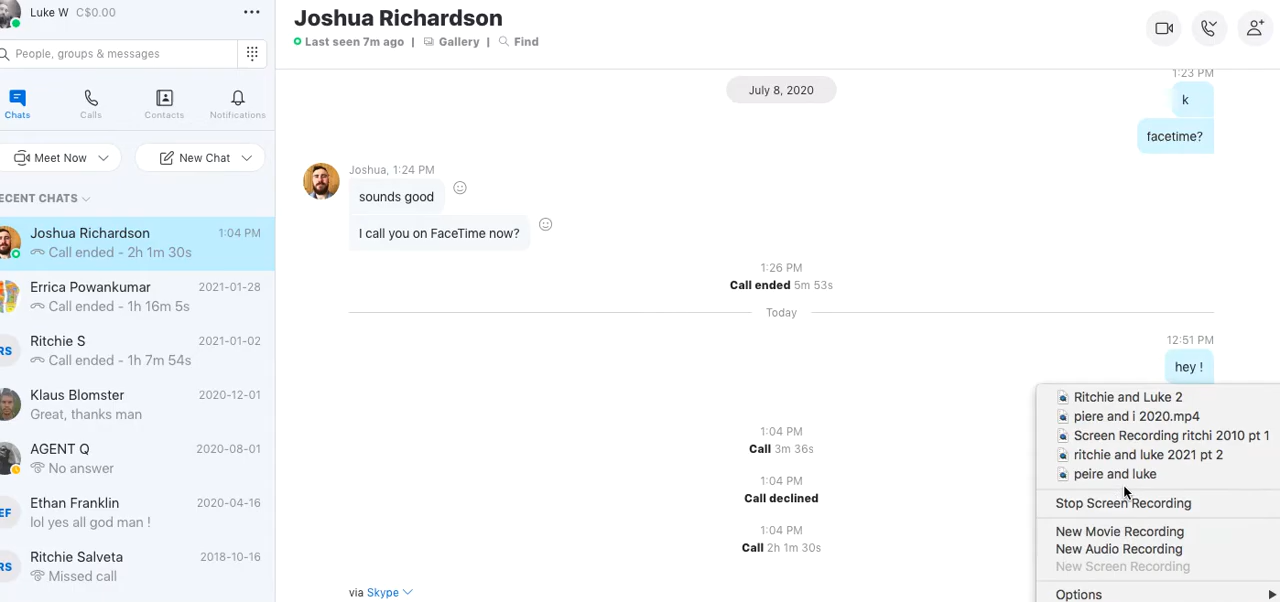 Luke W C$0.00
People, groups & messages
Chats Calls Contacts Notifications
Meet Now New Chat
ECENT CHATS
Joshua Richardson 1:04 PM
Call ended - 2h 1m 30s
Errica Powankumar 2021-01-28
Call ended - 1h 16m 5s
RS
Ritchie S 2021-01-02
Call ended - 1h 7m 54s
Klaus Blomster 2020-12-01
Great, thanks man
AGENT Q 2020-08-01
No answer
EF
Ethan Franklin 2020-04-16
lol yes all god man !
RS
Ritchie Salveta 2018-10-16
Missed call
Joshua Richardson
Last seen 7m ago | Gallery | Find
1:23 PM
July 8, 2020
k
facetime?
Joshua, 1:24 PM
sounds good
I call you on FaceTime now?
1:26 PM
Call ended 5m 53s
Today
12:51 PM
hey !
1:04 PM
Call 3m 36s
1:04 PM
Call declined
1:04 PM
Call 2h 1m 30s
via Skype
Ritchie and Luke 2
piere and i 2020.mp4
Screen Recording ritchi 2010 pt 1
ritchie and luke 2021 pt 2
peire and luke
Stop Screen Recording
New Movie Recording
New Audio Recording
New Screen Recording
Options